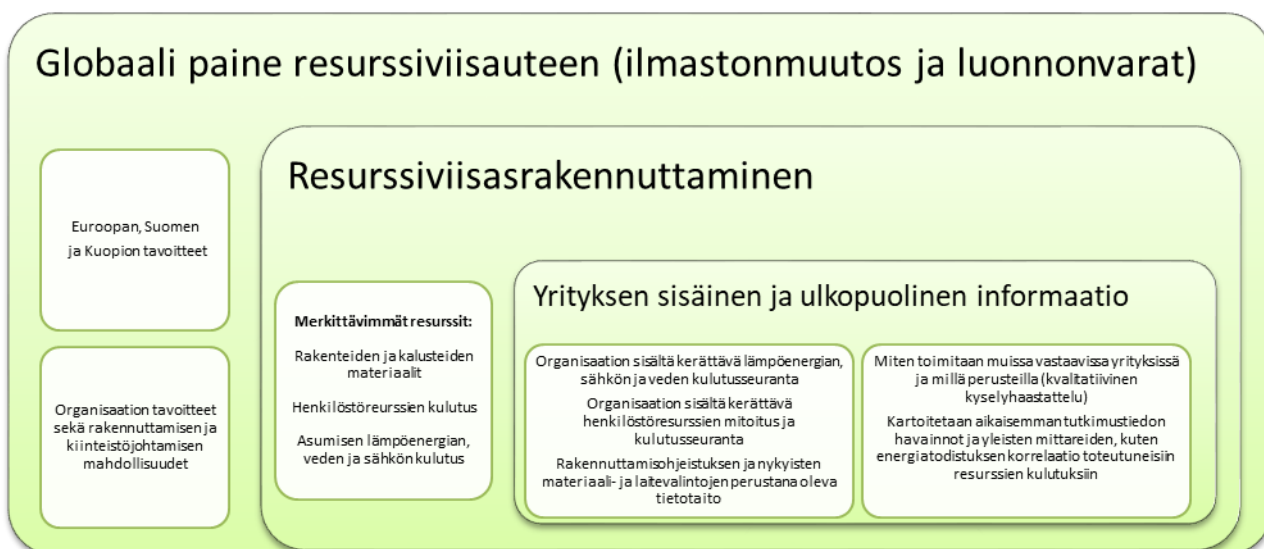 Globaali paine resurssiviisauteen (ilmastonmuutos ja luonnonvarat)
Euroopan, Suomen
ja Kuopion tavoitteet
Organisaation tavoitteet
sekä rakennuttamisen ja
kiinteistöjohtamisen
mahdollisuudet
Resurssiviisasrakennuttaminen
Merkittävimmät resurssit:
Rakenteiden ja kalusteiden
materiaalit
Henkilöstöreurssien kulutus
Asumisen lämpöenergian,
veden ja sähkön kulutus
Yrityksen sisäinen ja ulkopuolinen informaatio
Organisaation sisältä kerättävä lämpöenergian,
sähkön ja veden kulutusseuranta
Organisaation sisältä kerättävä
henkilöstöresurssien mitoitus ja
kulutusseuranta
Rakennuttamisohjeistuksen ja nykyisten
materiaali- ja laitevalintojen perustana oleva
tietotaito
Miten toimitaan muissa vastaavissa yrityksissä
ja millä perusteilla (kvalitatiivinen
kyselyhaastattelu)
Kartoitetaan aikaisemman tutkimustiedon
havainnot ja yleisten mittareiden, kuten
energiatodistuksen korrelaatio toteutuneisiin
resurssien kulutuksiin